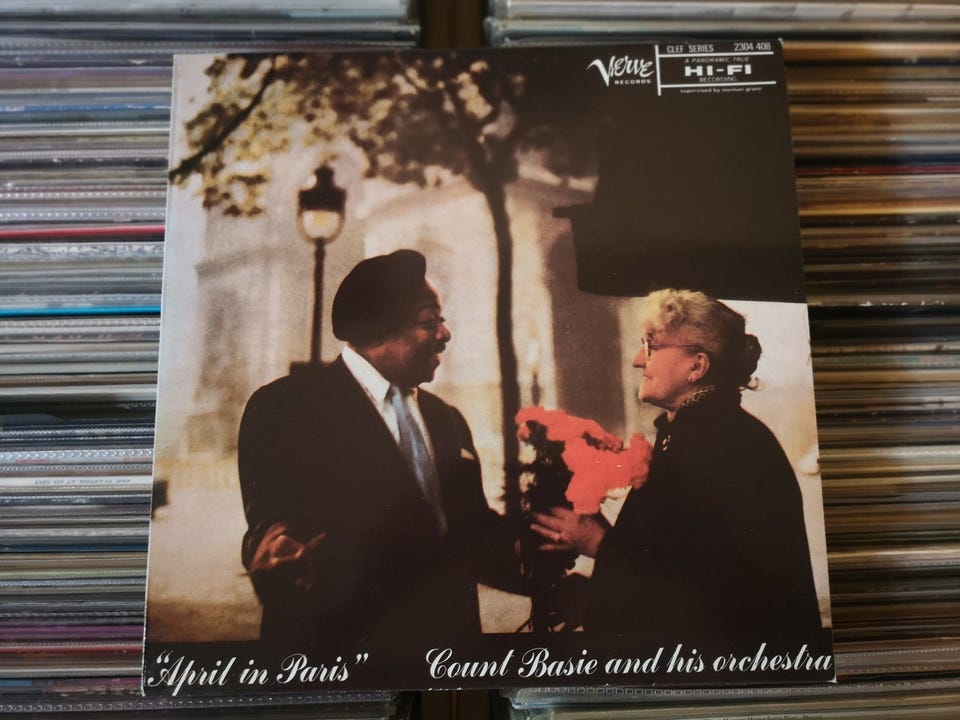 CLEF SERIES 2304 408
Verve
RECORDS
A PANORAMIC TRUE
HI-FI
RECORDING
supervised by norman granz
"April in Paris" Count Basie and his orchestra